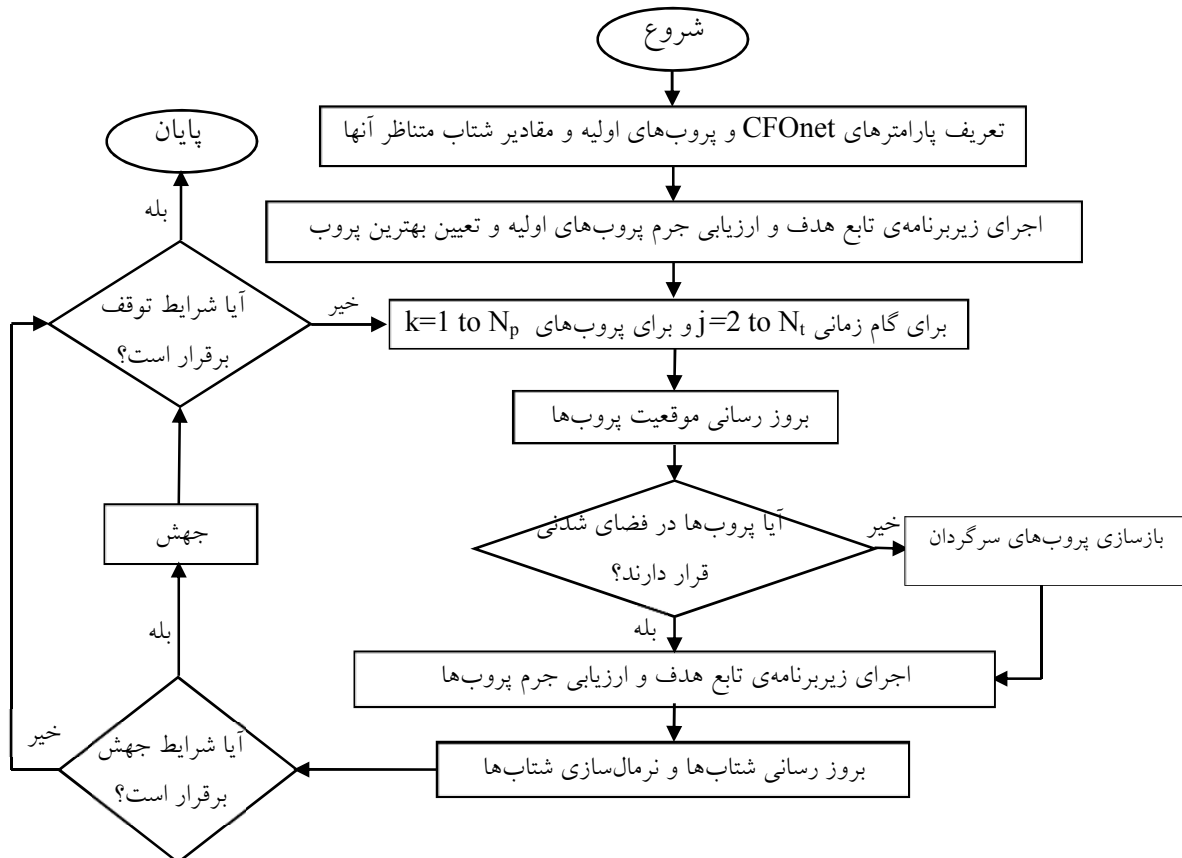 شروع
تعریف پارامترهای CFOnet و پروب‌های اولیه و مقادیر شتاب متناظر آنها
پایان
بله
اجرای زیربرنامه‌ی تابع هدف و ارزیابی جرم پروب‌های اولیه و تعیین بهترین پروب
آیا شرایط توقف
برقرار است؟
خیر
برای گام زمانی j=2 to Nt و برای پروب‌های k=1 to Np
بروز رسانی موقعیت پروب‌ها
آیا پروب‌ها در فضای شدنی
قرار دارند؟
خیر
بازسازی پروب‌های سرگردان
جهش
بله
بله
اجرای زیربرنامه‌ی تابع هدف و ارزیابی جرم پروب‌ها
آیا شرایط جهش
برقرار است؟
خیر
بروز رسانی شتاب‌ها و نرمال‌سازی شتاب‌ها